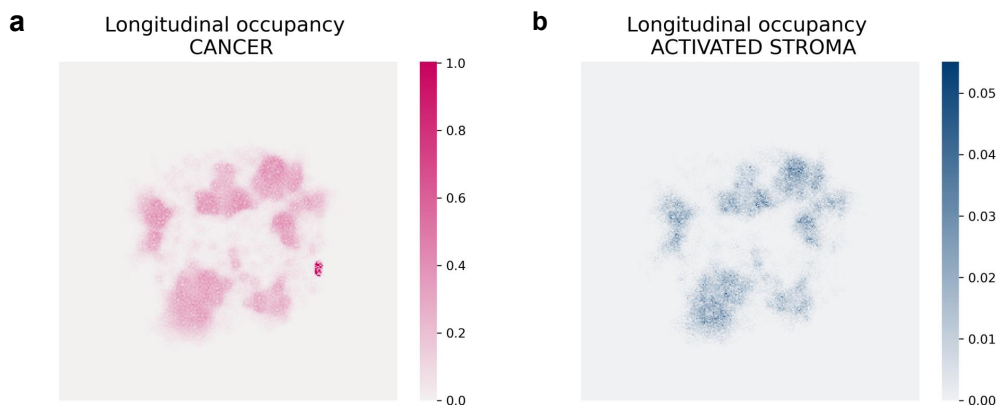 a
Longitudinal occupancy
CANCER
1.0
0.8
0.6
0.4
0.2
0.0
b
Longitudinal occupancy
ACTIVATED STROMA
0.05
0.04
0.03
0.02
0.01
0.00